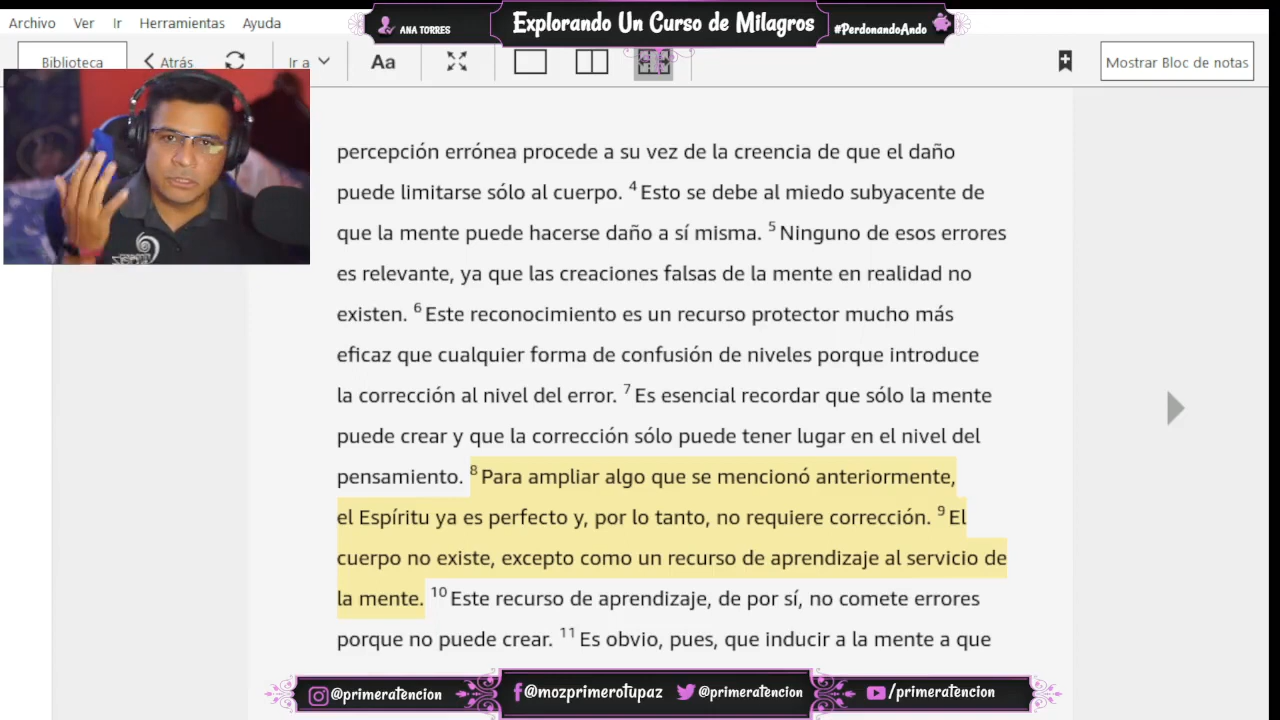 Archivo Ver Ir Herramientas Ayuda
ANA TORRES
Explorando Un Curso de Milagros
#PerdonandoAndo
Biblioteca Atrás Ir a Aa Mostrar Bloc de notas
percepción errónea procede a su vez de la creencia de que el daño
puede limitarse sólo al cuerpo. 4 Esto se debe al miedo subyacente de
que la mente puede hacerse daño a sí misma. 5 Ninguno de esos errores
es relevante, ya que las creaciones falsas de la mente en realidad no
existen. 6 Este reconocimiento es un recurso protector mucho más
eficaz que cualquier forma de confusión de niveles porque introduce
la corrección al nivel del error. 7 Es esencial recordar que sólo la mente
puede crear y que la corrección sólo puede tener lugar en el nivel del
pensamiento. 8 Para ampliar algo que se mencionó anteriormente,
el Espíritu ya es perfecto y, por lo tanto, no requiere corrección. 9 El
cuerpo no existe, excepto como un recurso de aprendizaje al servicio de
la mente. 10 Este recurso de aprendizaje, de por sí, no comete errores
porque no puede crear. 11 Es obvio, pues, que inducir a la mente a que
@primeratencion
@mozprimerotupaz
@primeratencion
/primeratencion